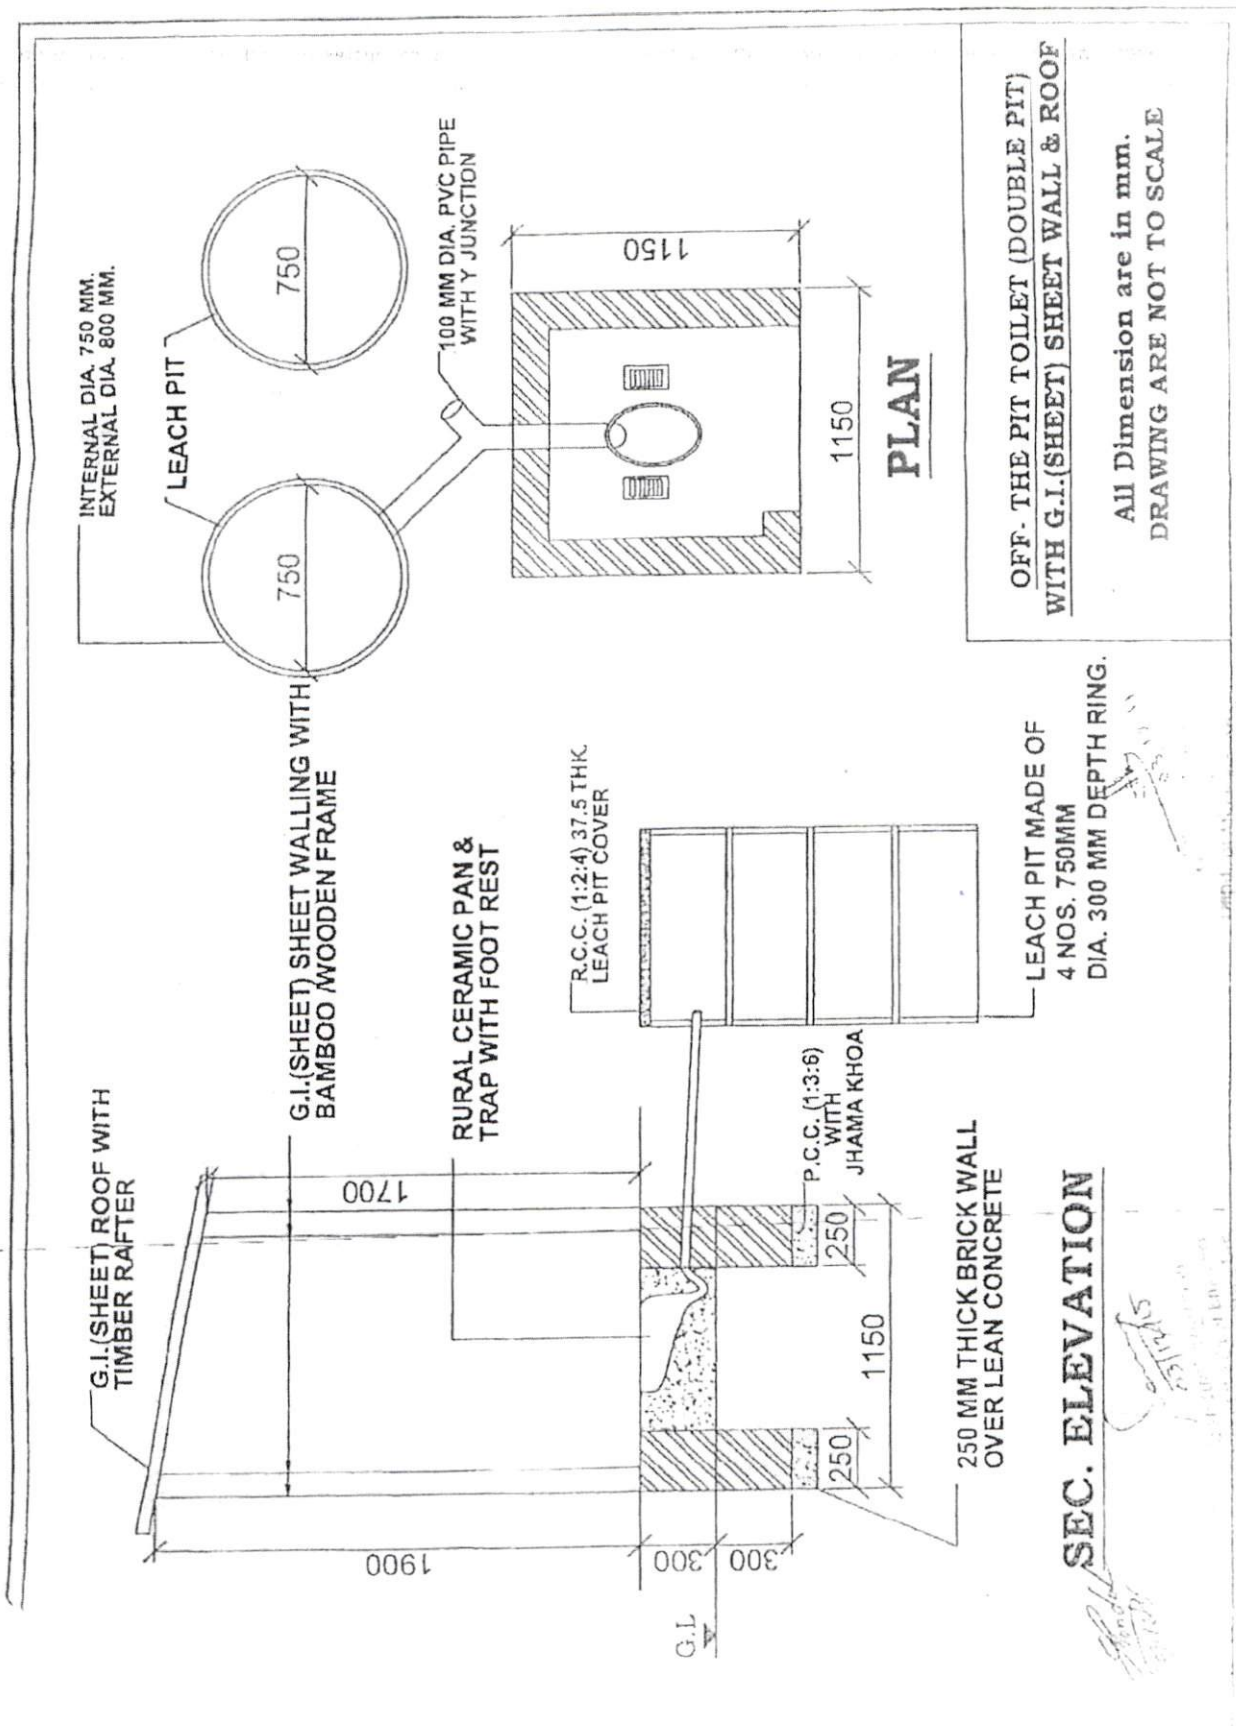 G.I.(SHEET) ROOF WITH
TIMBER RAFTER
G.I.(SHEET) SHEET WALLING WITH
BAMBOO /WOODEN FRAME
RURAL CERAMIC PAN &
TRAP WITH FOOT REST
1900
1700
300
300
G.L
250
250
1150
P.C.C. (1:3:6)
WITH
JHAMA KHOA
250 MM THICK BRICK WALL
OVER LEAN CONCRETE
R.C.C. (1:2:4) 37.5 THK.
LEACH PIT COVER
LEACH PIT MADE OF
4 NOS. 750MM
DIA. 300 MM DEPTH RING.
SEC. ELEVATION
INTERNAL DIA. 750 MM.
EXTERNAL DIA. 800 MM.
LEACH PIT
750
750
100 MM DIA. PVC PIPE
WITH Y JUNCTION
1150
1150
PLAN
OFF- THE PIT TOILET (DOUBLE PIT)
WITH G.I.(SHEET) SHEET WALL & ROOF
All Dimension are in mm.
DRAWING ARE NOT TO SCALE